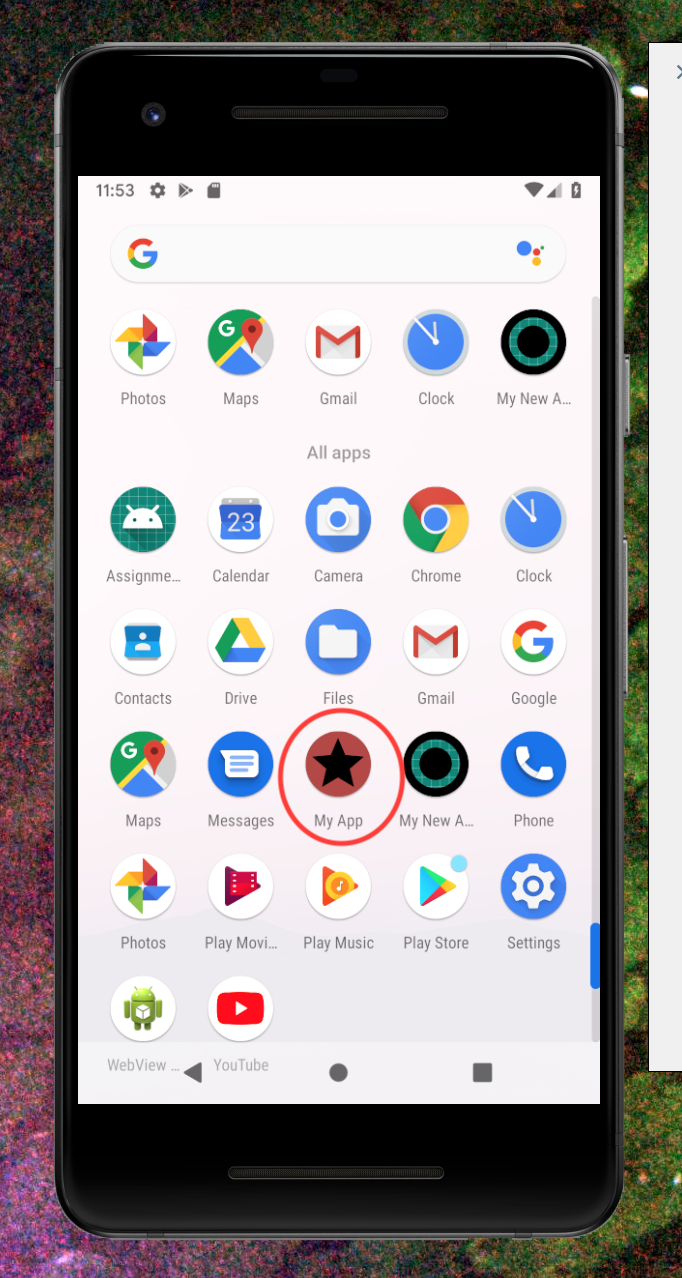 11:53
G
Photos Maps Gmail Clock My New A...
All apps
23
Assignme... Calendar Camera Chrome Clock
Contacts Drive Files Gmail Google
Maps Messages My App My New A... Phone
Photos Play Movi... Play Music Play Store Settings
WebView ... YouTube